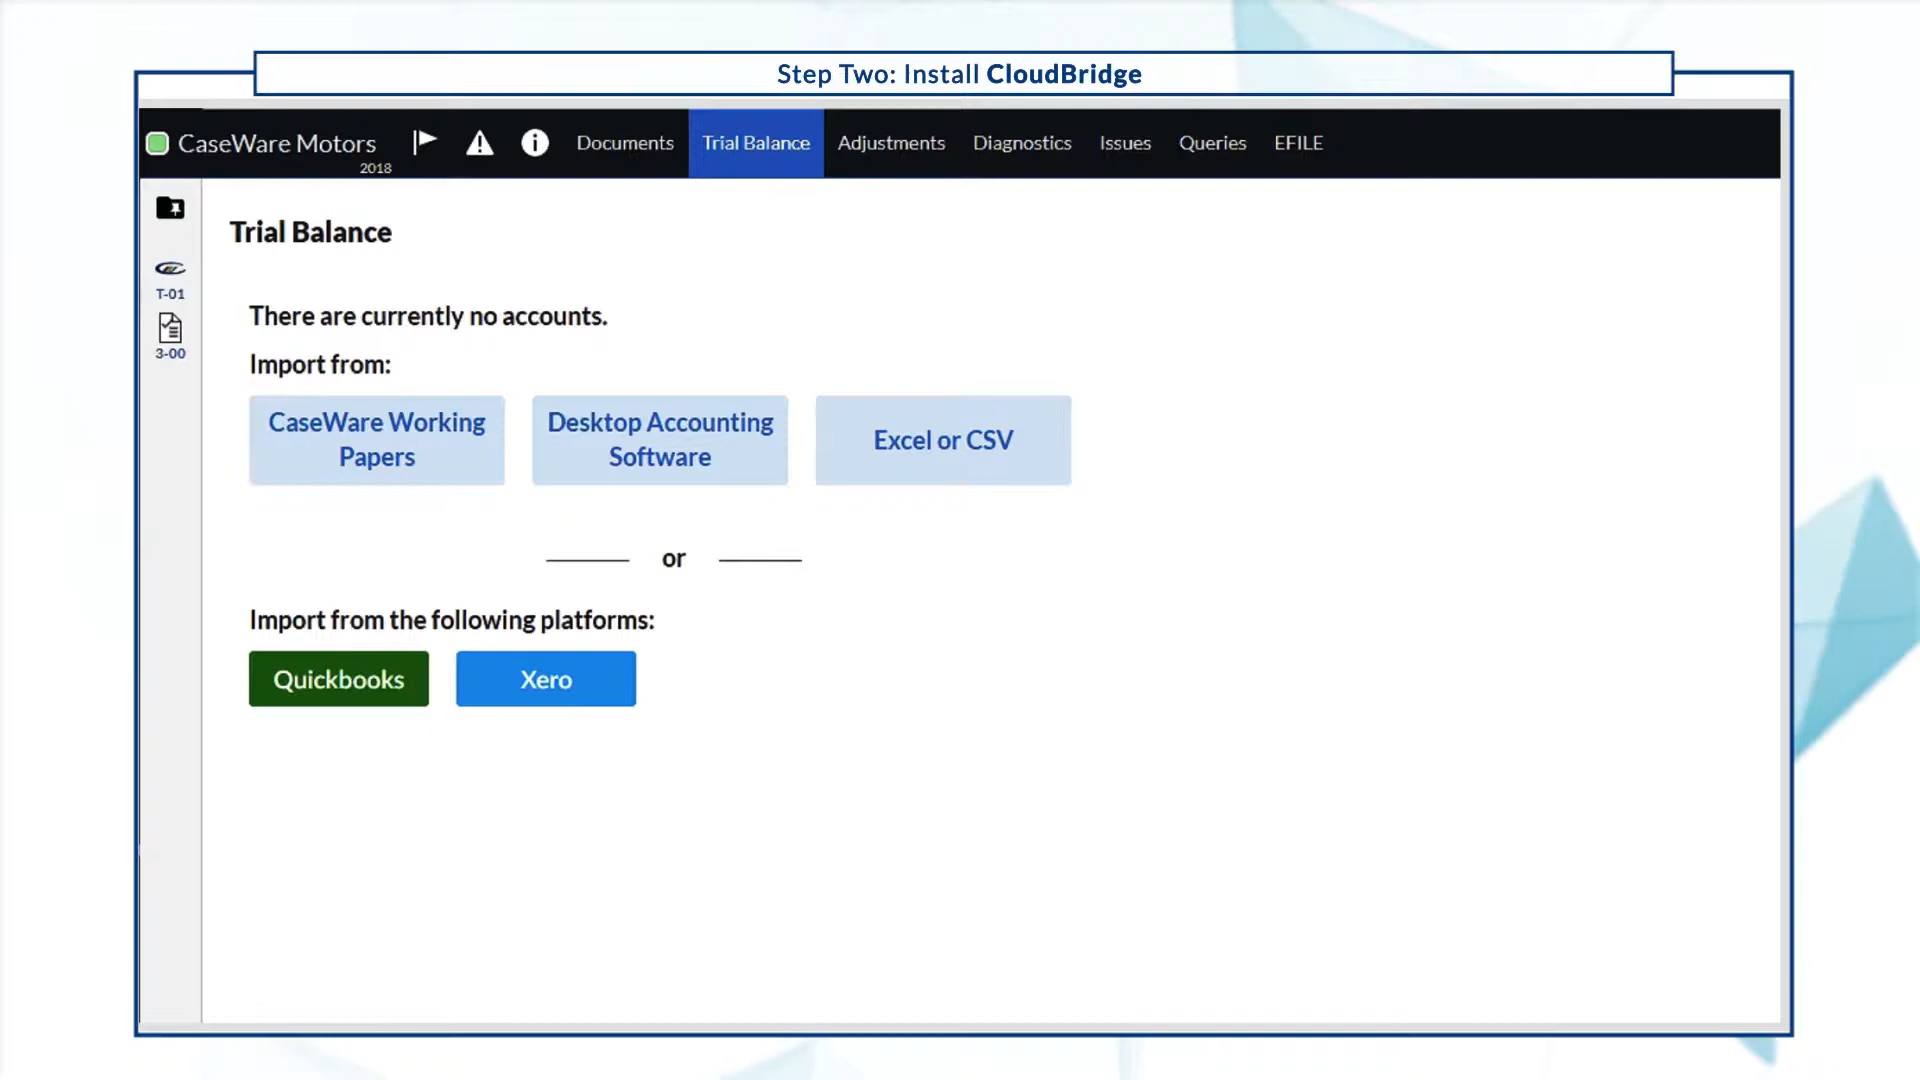 Step Two: Install CloudBridge
CaseWare Motors
2018
Documents
Trial Balance
Adjustments
Diagnostics
Issues
Queries
EFILE
T-01
3-00
Trial Balance
There are currently no accounts.
Import from:
CaseWare Working
Papers
Desktop Accounting
Software
Excel or CSV
or
Import from the following platforms:
Quickbooks
Xero